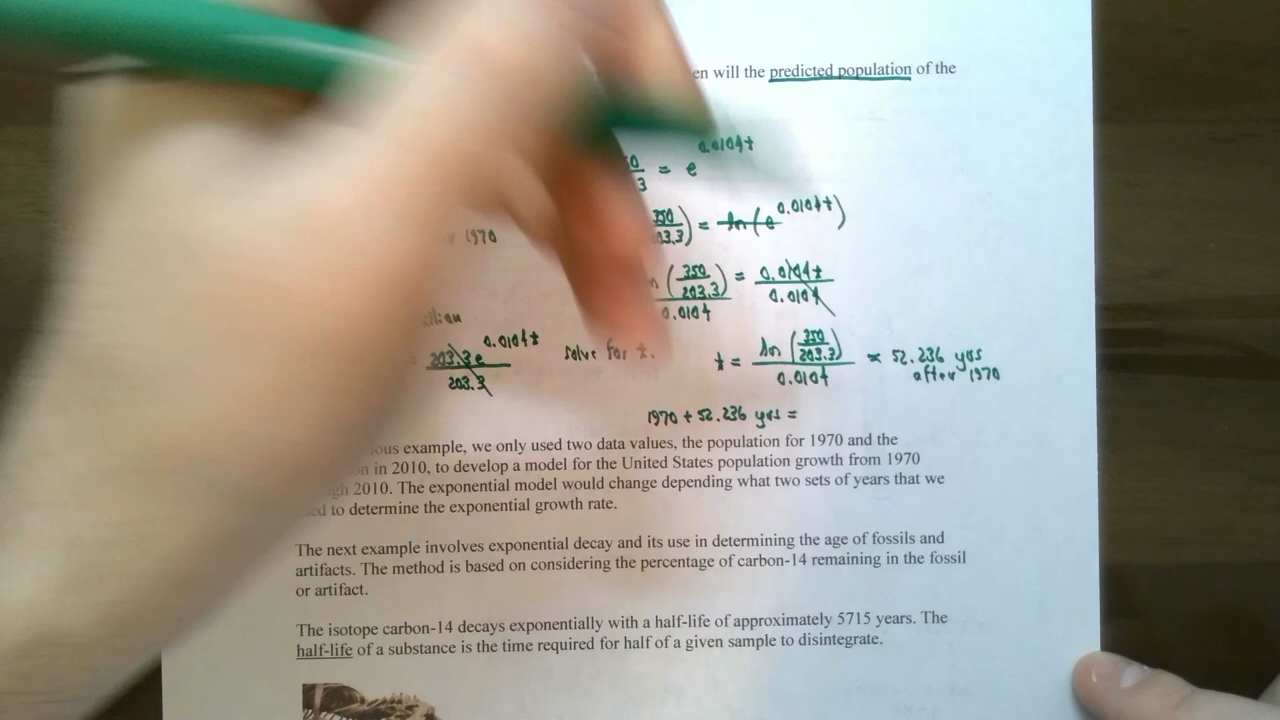 en will the predicted population of the
= e^0.0104t
(350/203.3) = ln(e^0.0104t)
(350/203.3)/0.0104 = 0.0104t/0.0104
1970
203.3e^0.0104t/203.3 solve for t.
t = ln(350/203.3)/0.0104 ≈ 52.236 yrs
after 1970
1970 + 52.236 yrs =
ious example, we only used two data values, the population for 1970 and the
in 2010, to develop a model for the United States population growth from 1970
gh 2010. The exponential model would change depending what two sets of years that we
ed to determine the exponential growth rate.
The next example involves exponential decay and its use in determining the age of fossils and
artifacts. The method is based on considering the percentage of carbon-14 remaining in the fossil
or artifact.
The isotope carbon-14 decays exponentially with a half-life of approximately 5715 years. The
half-life of a substance is the time required for half of a given sample to disintegrate.